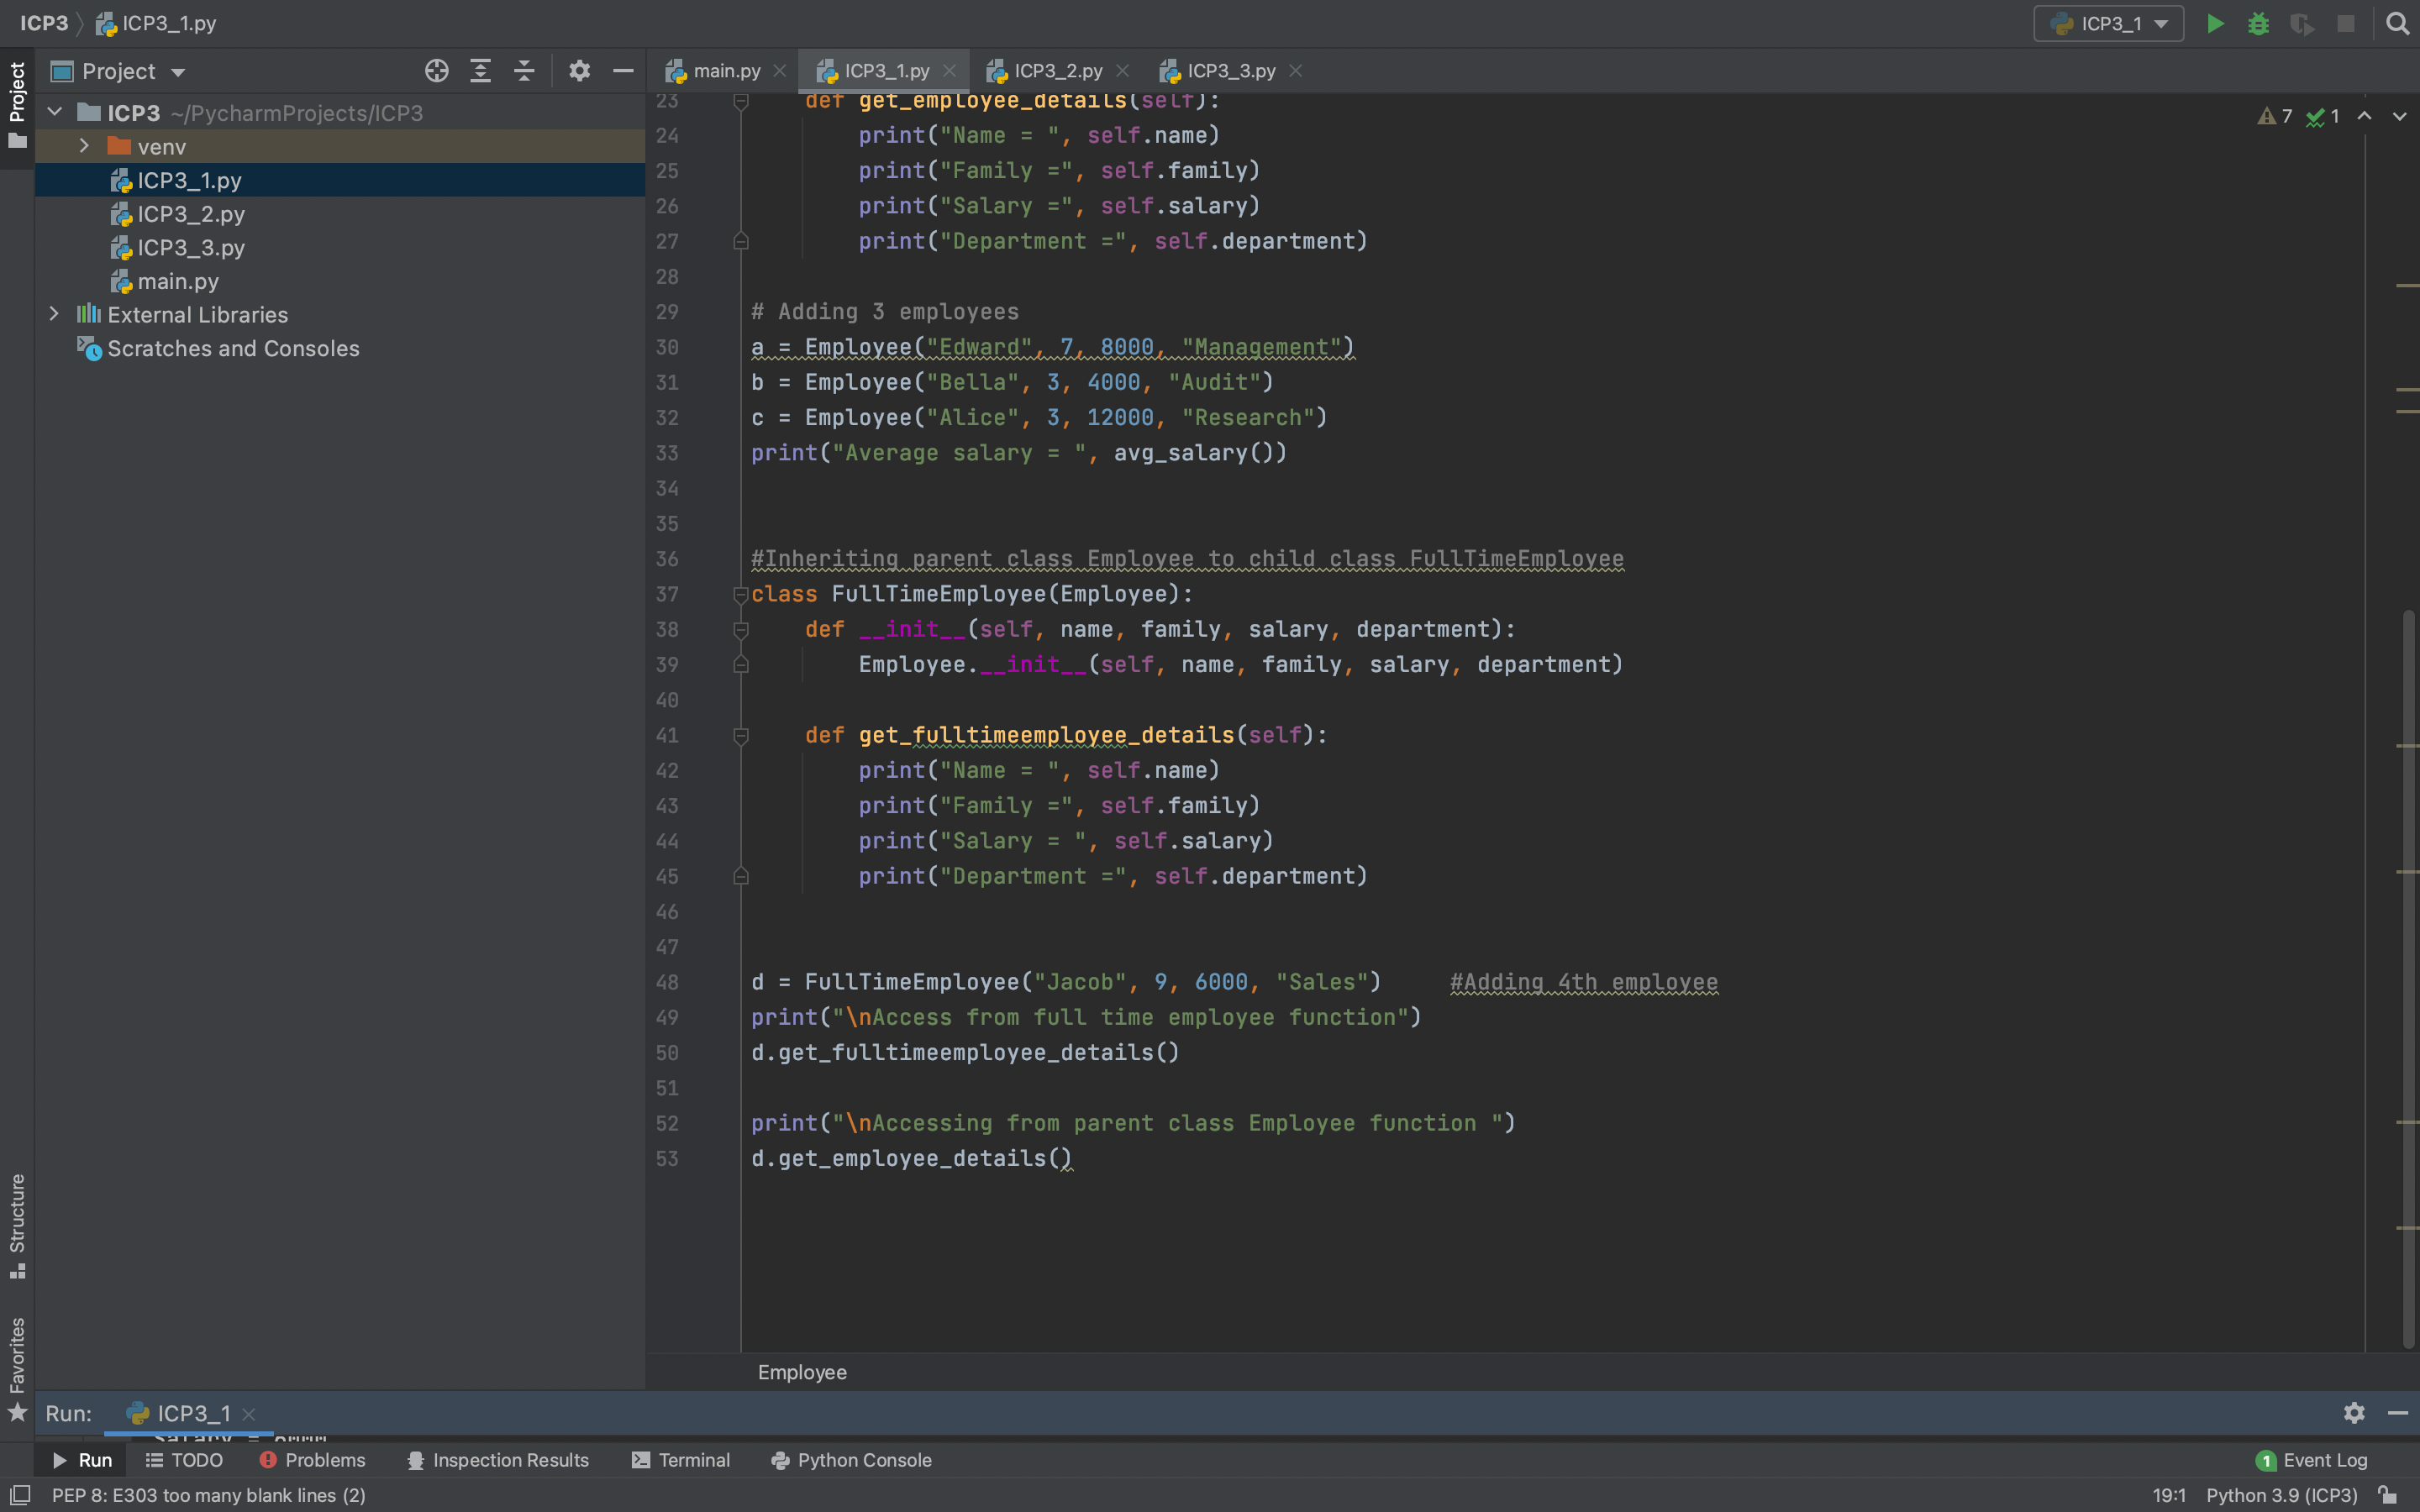 ICP3 ICP3_1.py ICP3_1
Project
Project
main.py ICP3_1.py ICP3_2.py ICP3_3.py
ICP3 ~/PycharmProjects/ICP3
venv
ICP3_1.py
ICP3_2.py
ICP3_3.py
main.py
External Libraries
Scratches and Consoles
7 1
23 def get_employee_details(self):
24 print("Name = ", self.name)
25 print("Family =", self.family)
26 print("Salary =", self.salary)
27 print("Department =", self.department)
28
29 # Adding 3 employees
30 a = Employee("Edward", 7, 8000, "Management")
31 b = Employee("Bella", 3, 4000, "Audit")
32 c = Employee("Alice", 3, 12000, "Research")
33 print("Average salary = ", avg_salary())
34
35
36 #Inheriting parent class Employee to child class FullTimeEmployee
37 class FullTimeEmployee(Employee):
38 def __init__(self, name, family, salary, department):
39 Employee.__init__(self, name, family, salary, department)
40
41 def get_fulltimeemployee_details(self):
42 print("Name = ", self.name)
43 print("Family =", self.family)
44 print("Salary = ", self.salary)
45 print("Department =", self.department)
46
47
48 d = FullTimeEmployee("Jacob", 9, 6000, "Sales") #Adding 4th employee
49 print("\nAccess from full time employee function")
50 d.get_fulltimeemployee_details()
51
52 print("\nAccessing from parent class Employee function ")
53 d.get_employee_details()
Structure
Favorites
Employee
Run: ICP3_1
Run TODO Problems Inspection Results Terminal Python Console 1 Event Log
PEP 8: E303 too many blank lines (2) 19:1 Python 3.9 (ICP3)